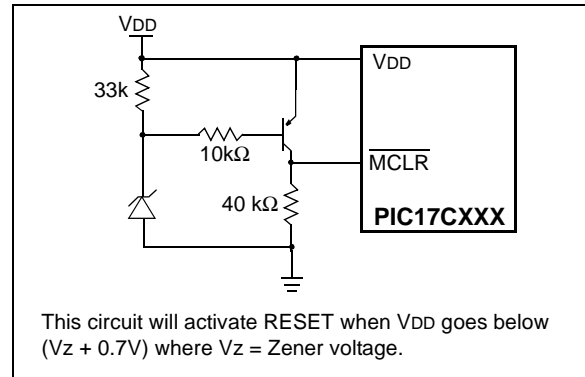 VDD
VDD
33k
10kΩ
MCLR
40 kΩ
PIC17CXXX
This circuit will activate RESET when VDD goes below
(Vz + 0.7V) where Vz = Zener voltage.